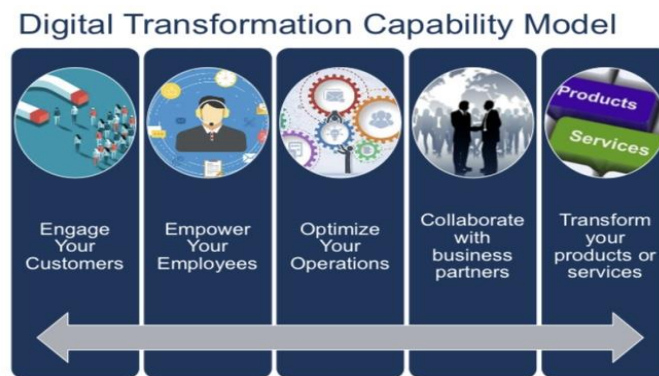 Digital Transformation Capability Model
Products
Services
Engage
Your
Customers
Empower
Your
Employees
Optimize
Your
Operations
Collaborate
with
business
partners
Transform
your
products or
services